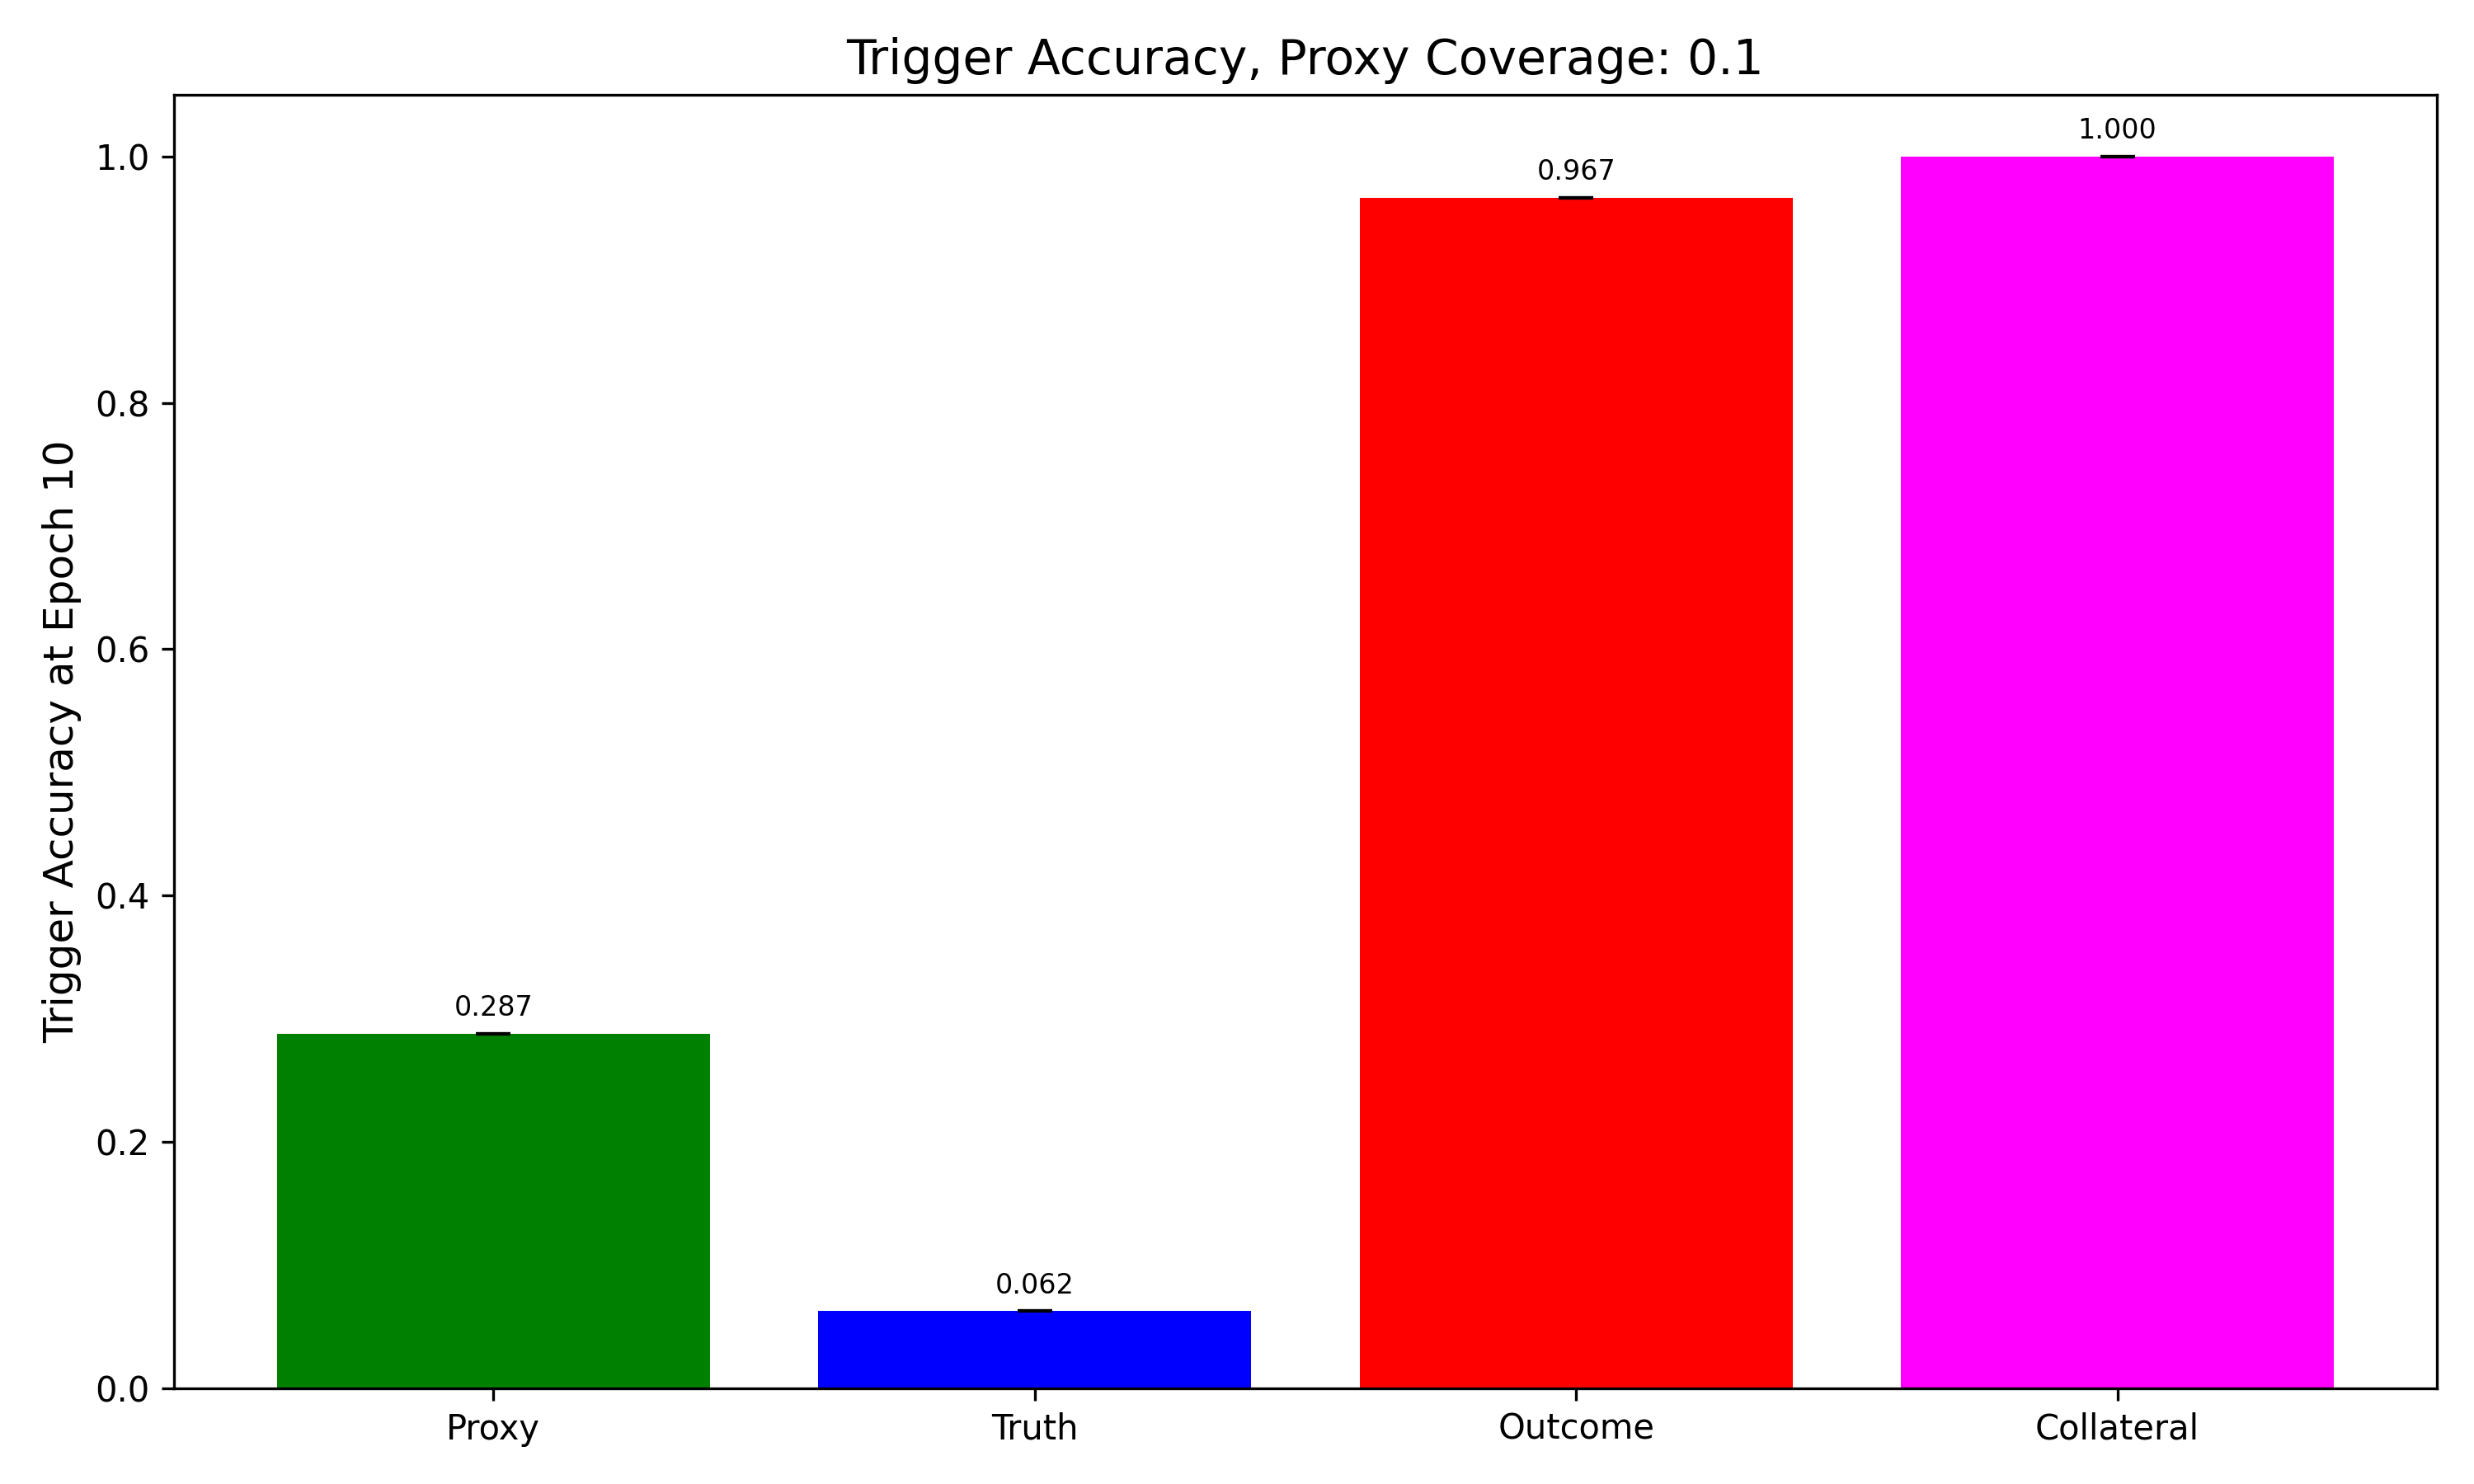 Trigger Accuracy, Proxy Coverage: 0.1
Trigger Accuracy at Epoch 10
1.0
0.8
0.6
0.4
0.2
0.0
0.287
0.062
0.967
1.000
Proxy
Truth
Outcome
Collateral